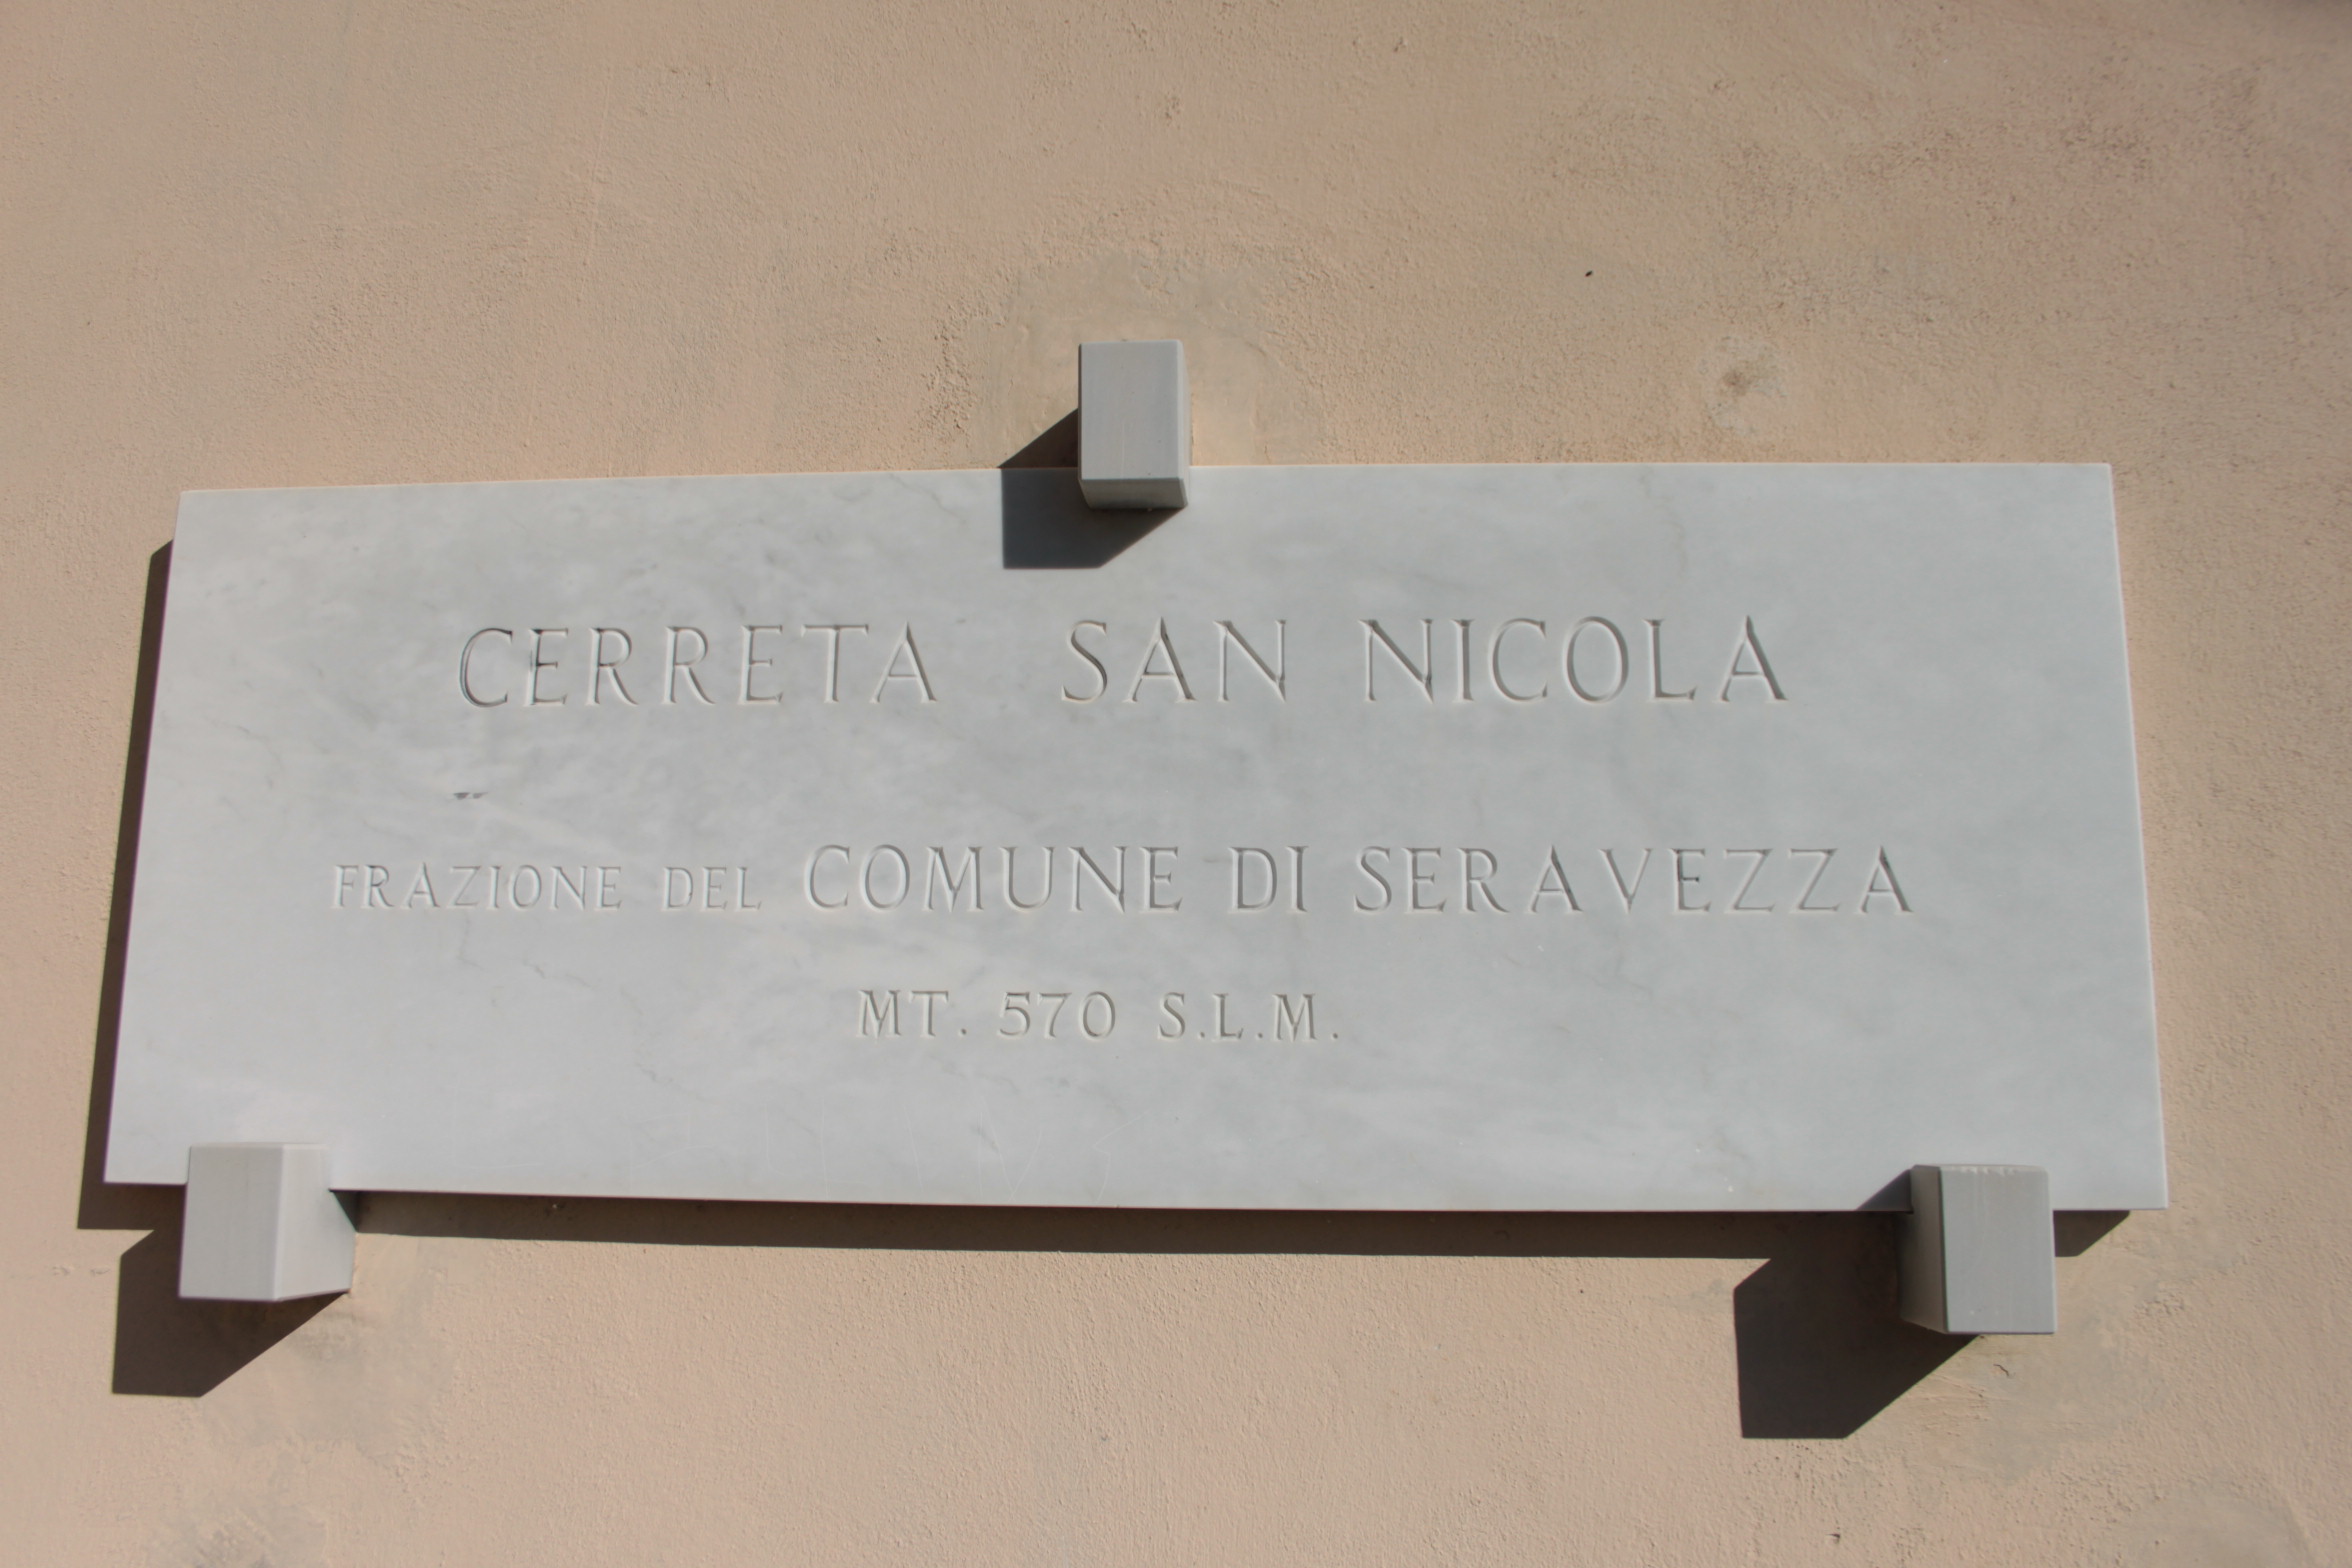 CERRETA SAN NICOLA
FRAZIONE DEL COMUNE DI SERAVEZZA
MT. 570 S.L.M.